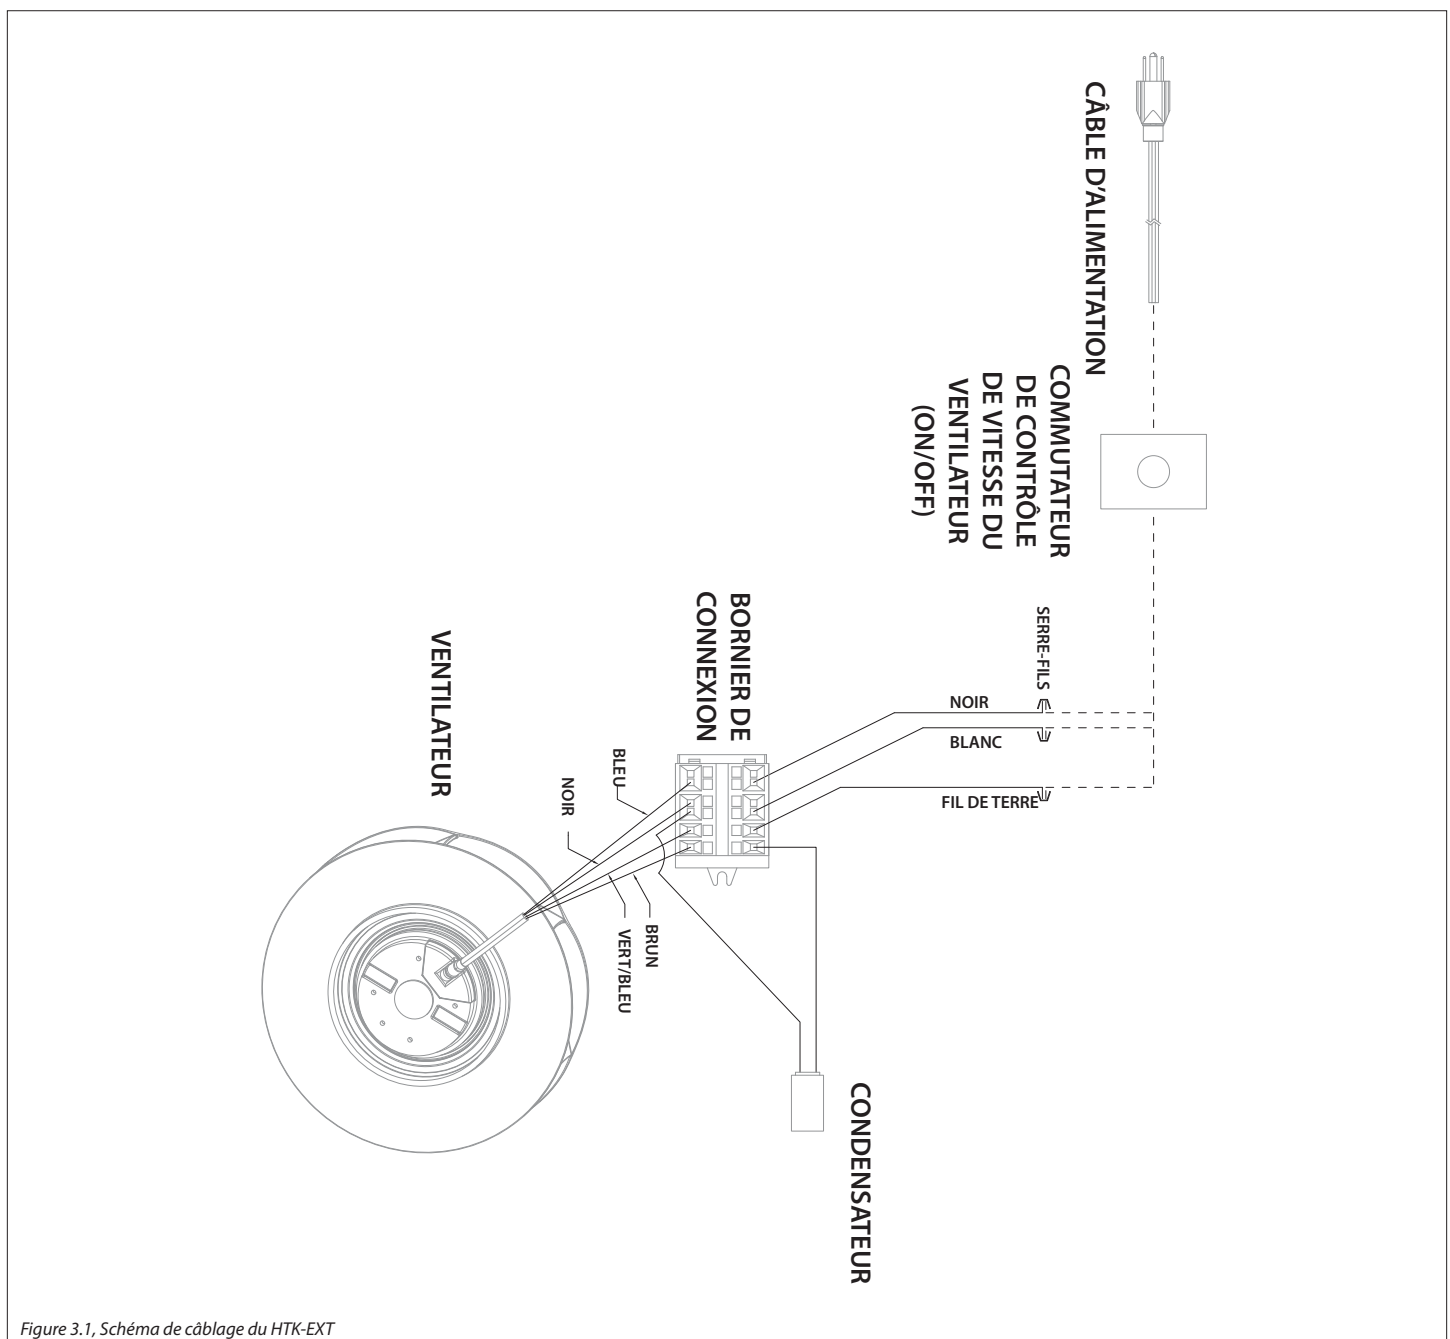 CÂBLE D'ALIMENTATION
COMMUTATEUR
DE CONTRÔLE
DE VITESSE DU
VENTILATEUR
(ON/OFF)
SERRE-FILS
NOIR
BLANC
FIL DE TERRE
BORNIER DE
CONNEXION
VENTILATEUR
BLEU
NOIR
BRUN
VERT/BLEU
CONDENSATEUR
Figure 3.1, Schéma de câblage du HTK-EXT